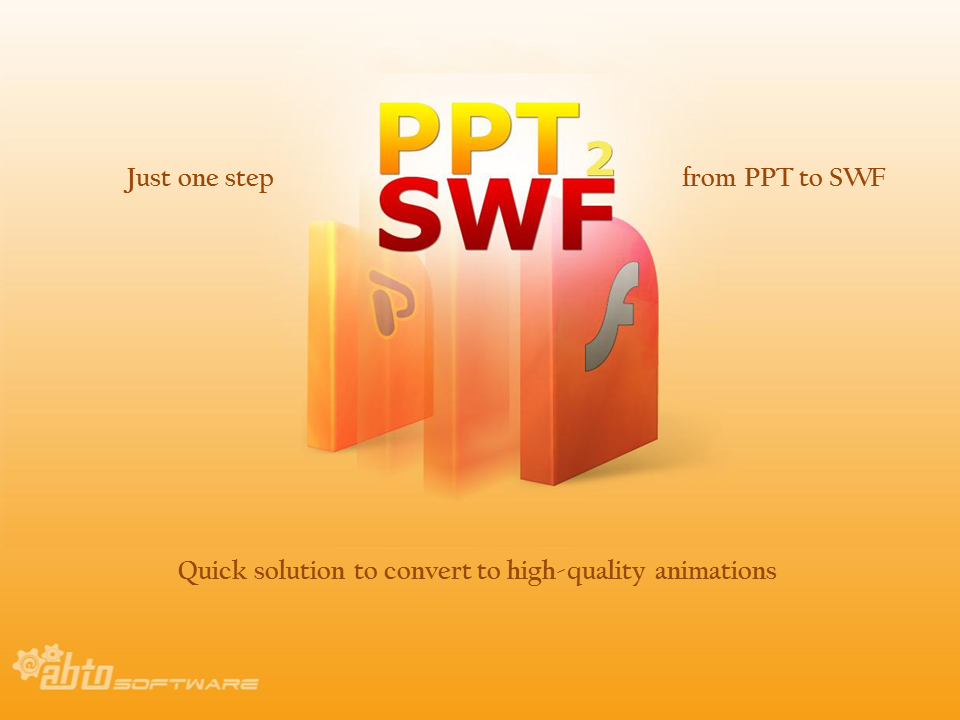 PPT
2
SWF
Just one step
from PPT to SWF
Quick solution to convert to high-quality animations
abto SOFTWARE